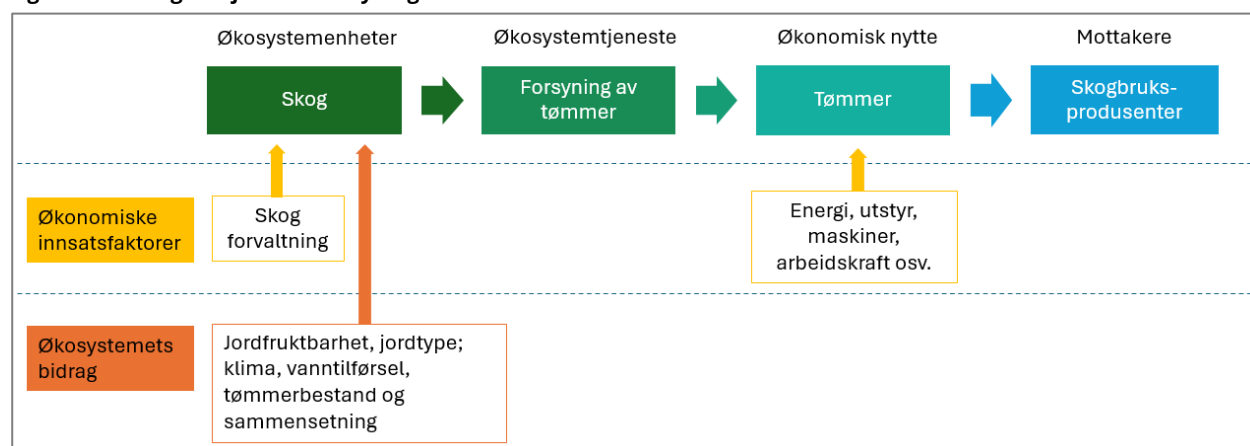 Økosystemenheter
Økosystemtjeneste
Økonomisk nytte
Mottakere
Skog
Forsyning av
tømmer
Tømmer
Skogbruks-
produsenter
Økonomiske
innsatsfaktorer
Skog
forvaltning
Energi, utstyr,
maskiner,
arbeidskraft osv.
Økosystemets
bidrag
Jordfruktbarhet, jordtype;
klima, vanntilførsel,
tømmerbestand og
sammensetning